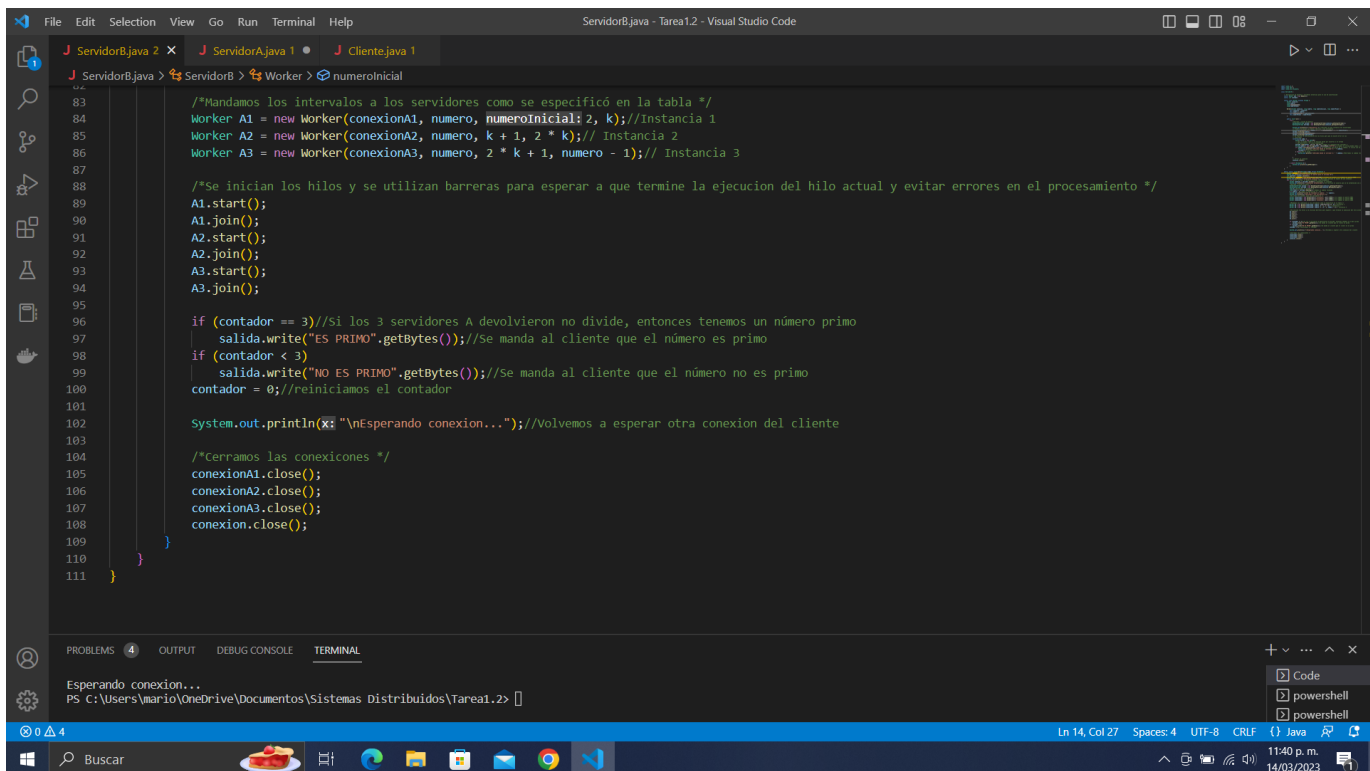 File Edit Selection View Go Run Terminal Help ServidorB.java - Tarea1.2 - Visual Studio Code
J ServidorB.java 2 J ServidorA.java 1 J Cliente.java 1
J ServidorB.java > ServidorB > Worker > numeroInicial
82
83 /*Mandamos los intervalos a los servidores como se especificó en la tabla */
84 Worker A1 = new Worker(conexionA1, numero, numeroInicial: 2, k);//Instancia 1
85 Worker A2 = new Worker(conexionA2, numero, k + 1, 2 * k);// Instancia 2
86 Worker A3 = new Worker(conexionA3, numero, 2 * k + 1, numero - 1);// Instancia 3
87
88 /*Se inician los hilos y se utilizan barreras para esperar a que termine la ejecucion del hilo actual y evitar errores en el procesamiento */
89 A1.start();
90 A1.join();
91 A2.start();
92 A2.join();
93 A3.start();
94 A3.join();
95
96 if (contador == 3)//Si los 3 servidores A devolvieron no divide, entonces tenemos un número primo
97 salida.write("ES PRIMO".getBytes());//Se manda al cliente que el número es primo
98 if (contador < 3)
99 salida.write("NO ES PRIMO".getBytes());//Se manda al cliente que el número no es primo
100 contador = 0;//reiniciamos el contador
101
102 System.out.println(x: "\nEsperando conexion...");//Volvemos a esperar otra conexion del cliente
103
104 /*Cerramos las conexicones */
105 conexionA1.close();
106 conexionA2.close();
107 conexionA3.close();
108 conexion.close();
109 }
110 }
111 }
PROBLEMS 4 OUTPUT DEBUG CONSOLE TERMINAL
Esperando conexion...
PS C:\Users\mario\OneDrive\Documentos\Sistemas Distribuidos\Tarea1.2>
Code
powershell
powershell
0 4 Ln 14, Col 27 Spaces: 4 UTF-8 CRLF {} Java
Buscar
11:40 p. m.
14/03/2023